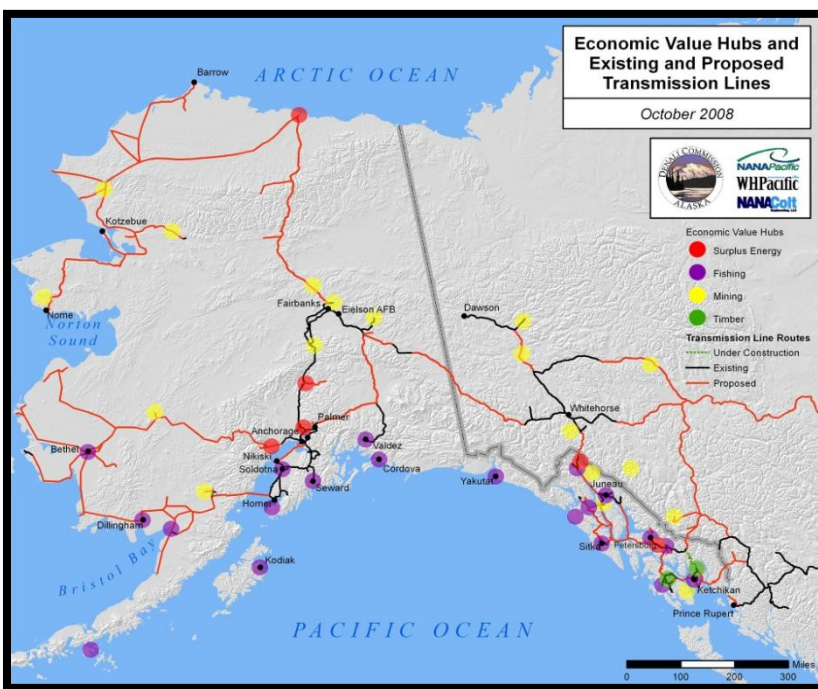 Economic Value Hubs and
Existing and Proposed
Transmission Lines
October 2008
DENALI COMMISSION
ALASKA
NANAPacific
WHPacific
NANAColt
Economic Value Hubs
Surplus Energy
Fishing
Mining
Timber
Transmission Line Routes
Under Construction
Existing
Proposed
ARCTIC OCEAN
Barrow
Kotzebue
Nome
Norton
Sound
Fairbanks
Eielson AFB
Dawson
Whitehorse
Palmer
Anchorage
Bethel
Nikiski
Soldotna
Valdez
Cordova
Seward
Homer
Yakutat
Juneau
Dillingham
Bristol Bay
Kodiak
Sitka
Petersburg
Ketchikan
Prince Rupert
PACIFIC OCEAN
Miles
0 100 200 300